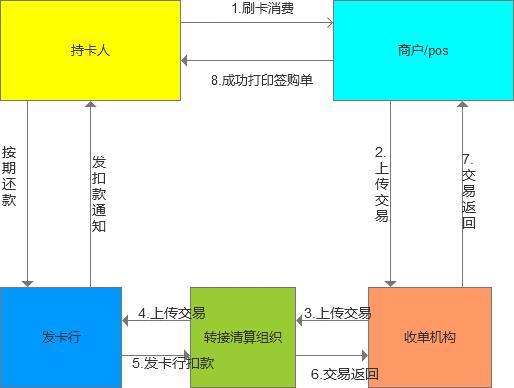 1.刷卡消费
持卡人
商户/pos
8.成功打印签购单
按期还款
发扣款通知
2.上传交易
7.交易返回
4.上传交易
3.上传交易
发卡行
转接清算组织
收单机构
5.发卡行扣款
6.交易返回